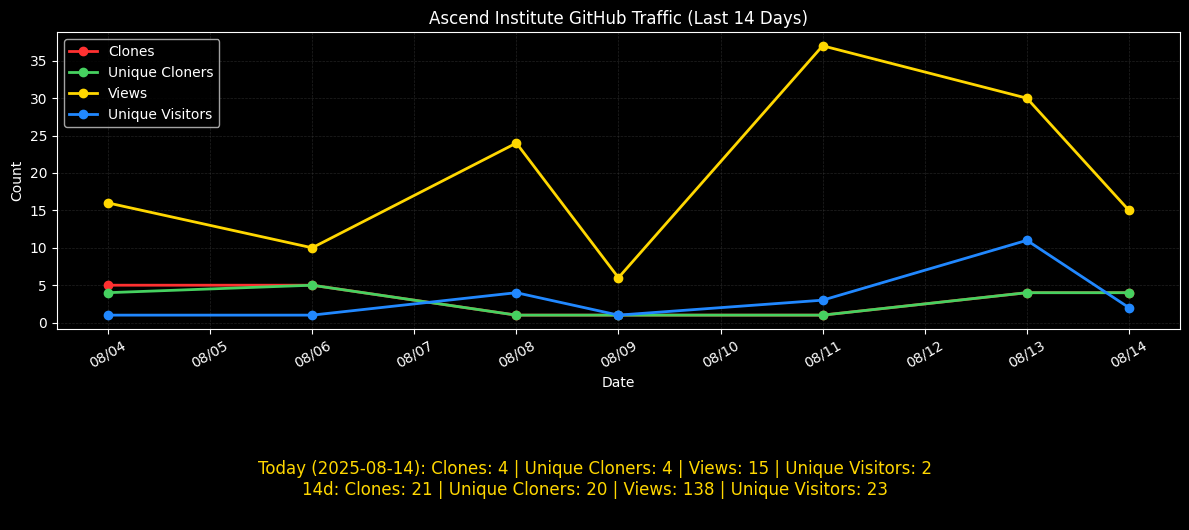 Ascend Institute GitHub Traffic (Last 14 Days)
Clones
Unique Cloners
Views
Unique Visitors
Count
35
30
25
20
15
10
5
0
08/04
08/05
08/06
08/07
08/08
08/09
08/10
08/11
08/12
08/13
08/14
Date
Today (2025-08-14): Clones: 4 | Unique Cloners: 4 | Views: 15 | Unique Visitors: 2
14d: Clones: 21 | Unique Cloners: 20 | Views: 138 | Unique Visitors: 23